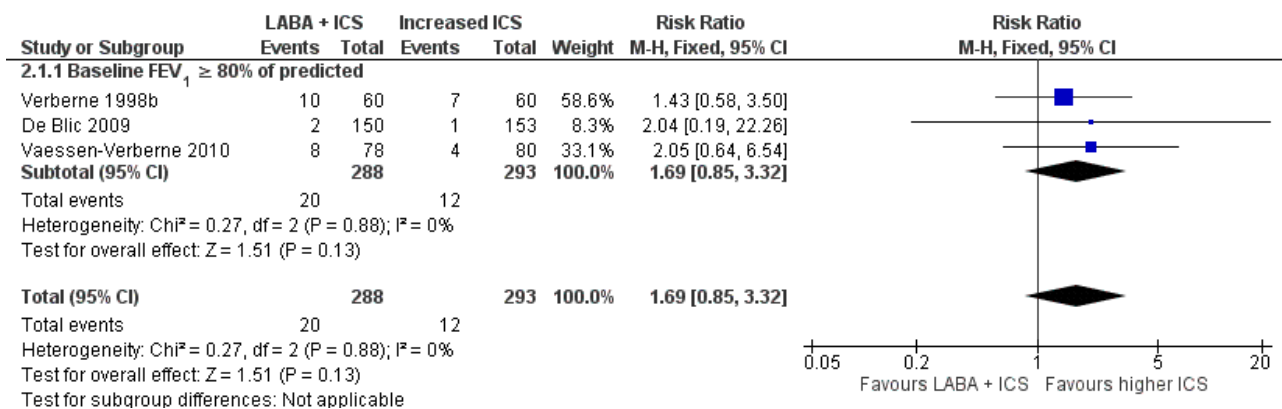 LABA + ICS Increased ICS Risk Ratio Risk Ratio
Study or Subgroup Events Total Events Total Weight M-H, Fixed, 95% CI M-H, Fixed, 95% CI
2.1.1 Baseline FEV₁ ≥ 80% of predicted
Verberne 1998b 10 60 7 60 58.6% 1.43 [0.58, 3.50]
De Blic 2009 2 150 1 153 8.3% 2.04 [0.19, 22.26]
Vaessen-Verberne 2010 8 78 4 80 33.1% 2.05 [0.64, 6.54]
Subtotal (95% CI) 288 293 100.0% 1.69 [0.85, 3.32]
Total events 20 12
Heterogeneity: Chi² = 0.27, df = 2 (P = 0.88); I² = 0%
Test for overall effect: Z = 1.51 (P = 0.13)
Total (95% CI) 288 293 100.0% 1.69 [0.85, 3.32]
Total events 20 12
Heterogeneity: Chi² = 0.27, df = 2 (P = 0.88); I² = 0%
Test for overall effect: Z = 1.51 (P = 0.13)
Test for subgroup differences: Not applicable
0.05 0.2 1 5 20
Favours LABA + ICS Favours higher ICS